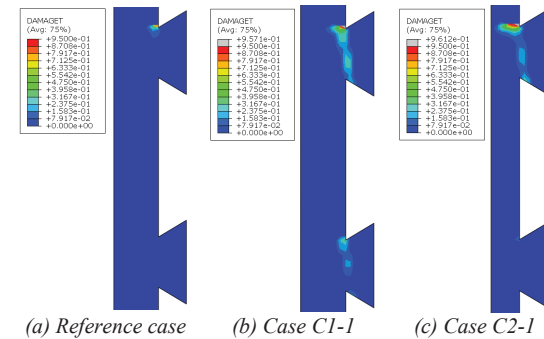 DAMAGET
(Avg: 75%)
+9.500e-01
+8.708e-01
+7.917e-01
+7.125e-01
+6.333e-01
+5.542e-01
+4.750e-01
+3.958e-01
+3.167e-01
+2.375e-01
+1.583e-01
+7.917e-02
+0.000e+00
DAMAGET
(Avg: 75%)
+9.571e-01
+9.500e-01
+8.708e-01
+7.917e-01
+7.125e-01
+6.333e-01
+5.542e-01
+4.750e-01
+3.958e-01
+3.167e-01
+2.375e-01
+1.583e-01
+7.917e-02
+0.000e+00
DAMAGET
(Avg: 75%)
+9.612e-01
+9.500e-01
+8.708e-01
+7.917e-01
+7.125e-01
+6.333e-01
+5.542e-01
+4.750e-01
+3.958e-01
+3.167e-01
+2.375e-01
+1.583e-01
+7.917e-02
+0.000e+00
(a) Reference case
(b) Case C1-1
(c) Case C2-1